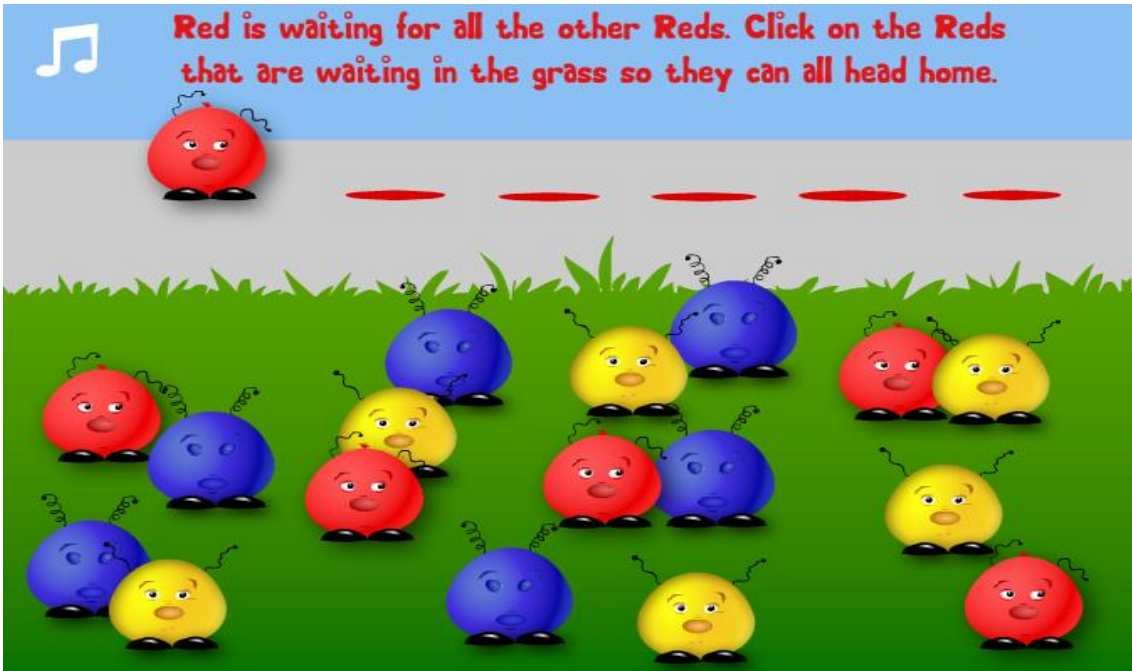 Red is waiting for all the other Reds. Click on the Reds
that are waiting in the grass so they can all head home.